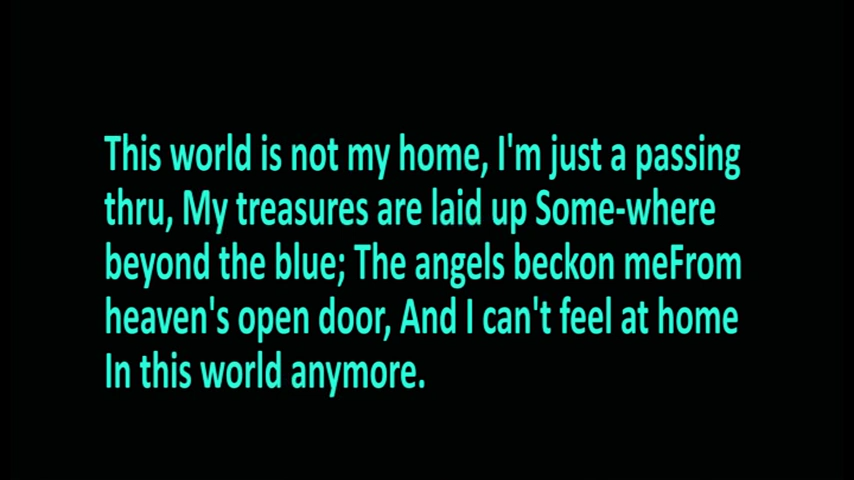 This world is not my home, I'm just a passing
thru, My treasures are laid up Some-where
beyond the blue; The angels beckon meFrom
heaven's open door, And I can't feel at home
In this world anymore.